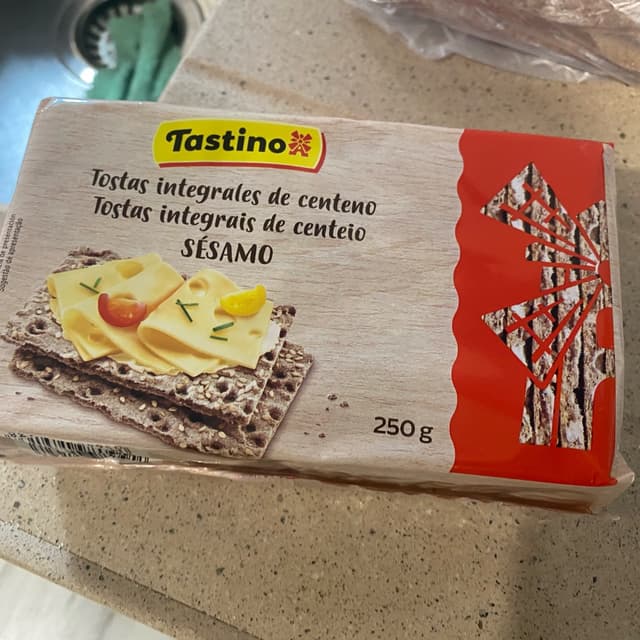 Tastino
Tostas integrales de centeno
Tostas integrais de centeio
SÉSAMO
250 g